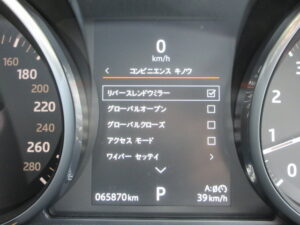 0
km/h
コンビニエンス キノウ
リバースレンドウミラー
グローバルオープン
グローバルクローズ
アクセス モード
ワイパー セッティ
065870km
P
A:Ø
39km/h
160
180
200
220
240
260
280
0
1
2